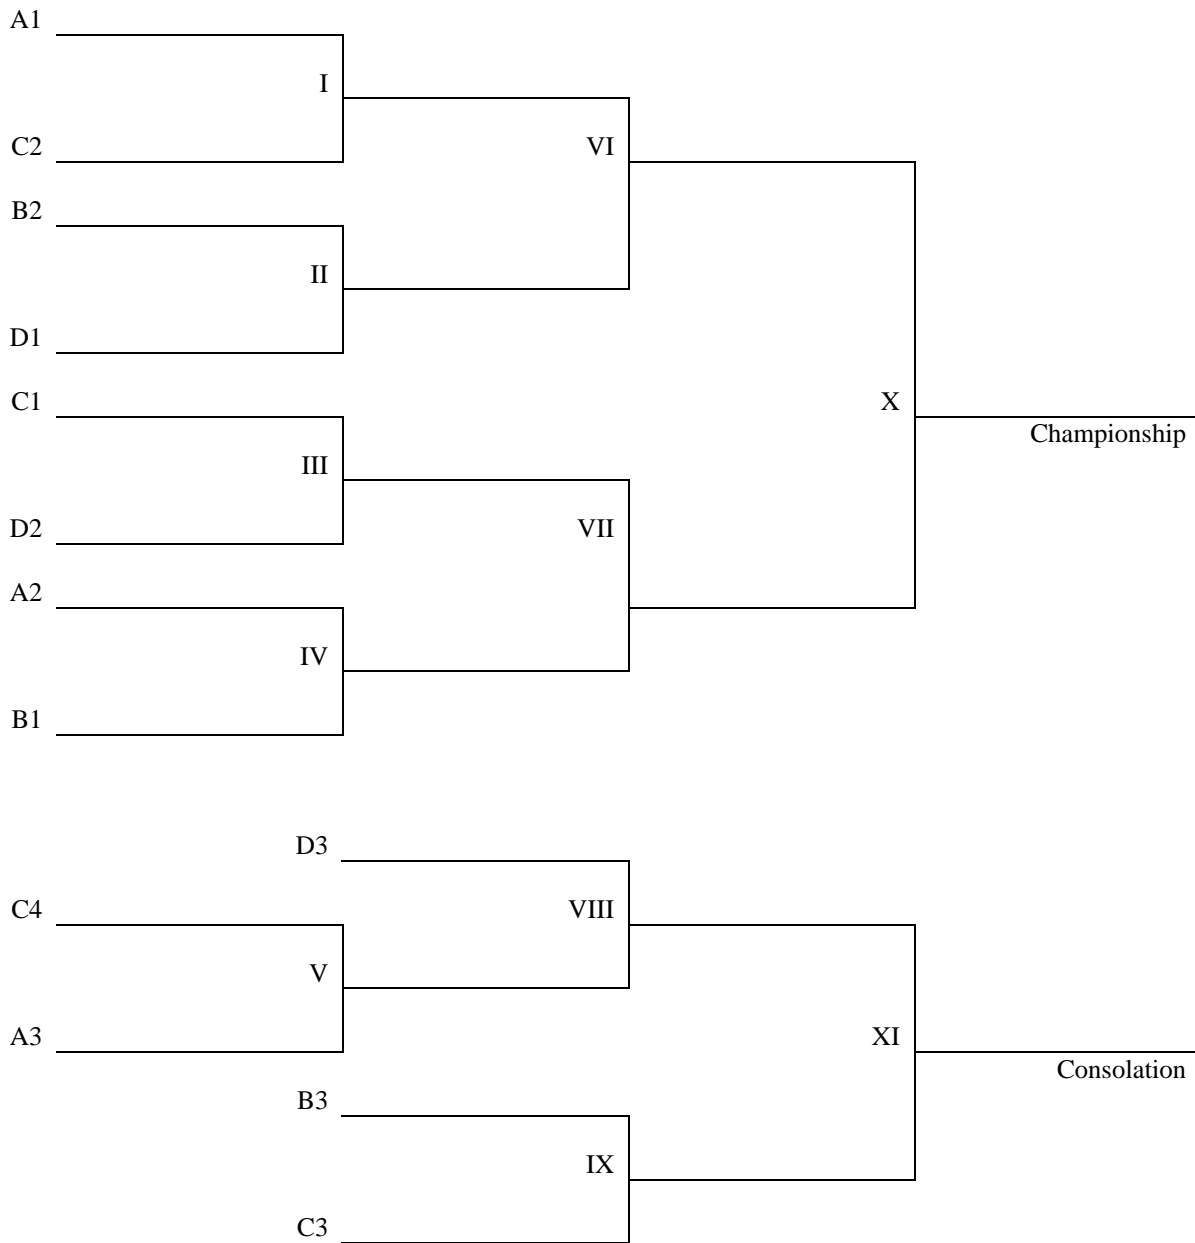 A1
I
C2
VI
B2
II
D1
C1
X
Championship
III
D2
VII
A2
IV
B1
D3
C4
VIII
V
A3
XI
Consolation
B3
IX
C3